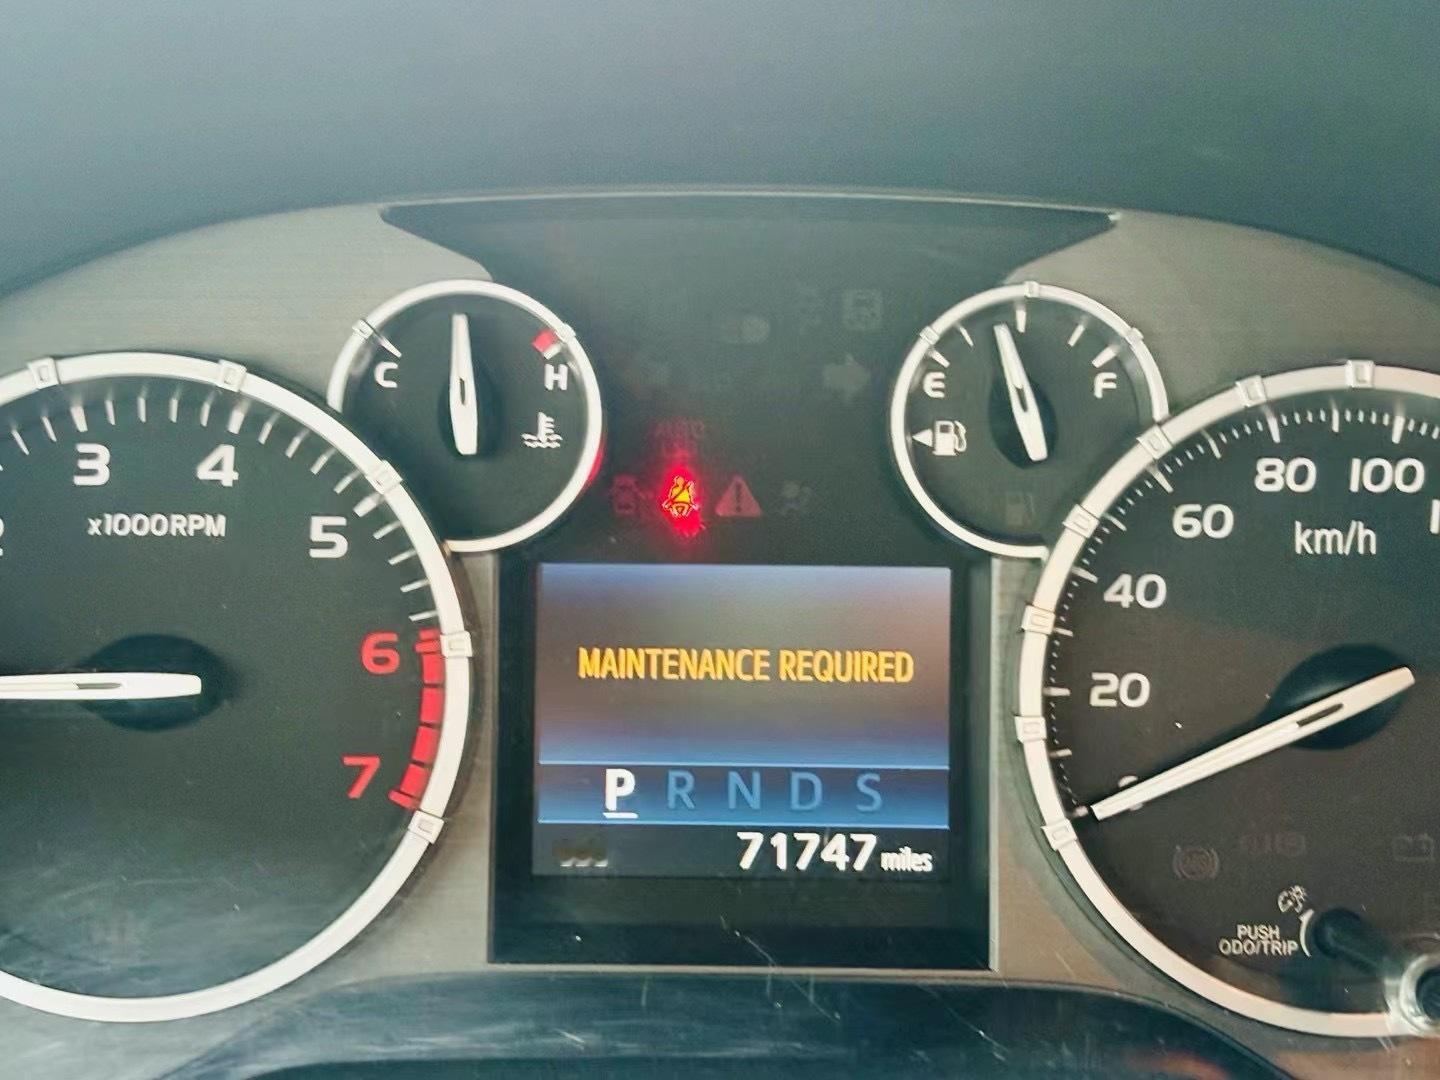 C
H
E
F
3
4
5
6
7
x1000RPM
20
40
60
80
100
km/h
MAINTENANCE REQUIRED
P R N D S
71747 miles
PUSH
ODO/TRIP